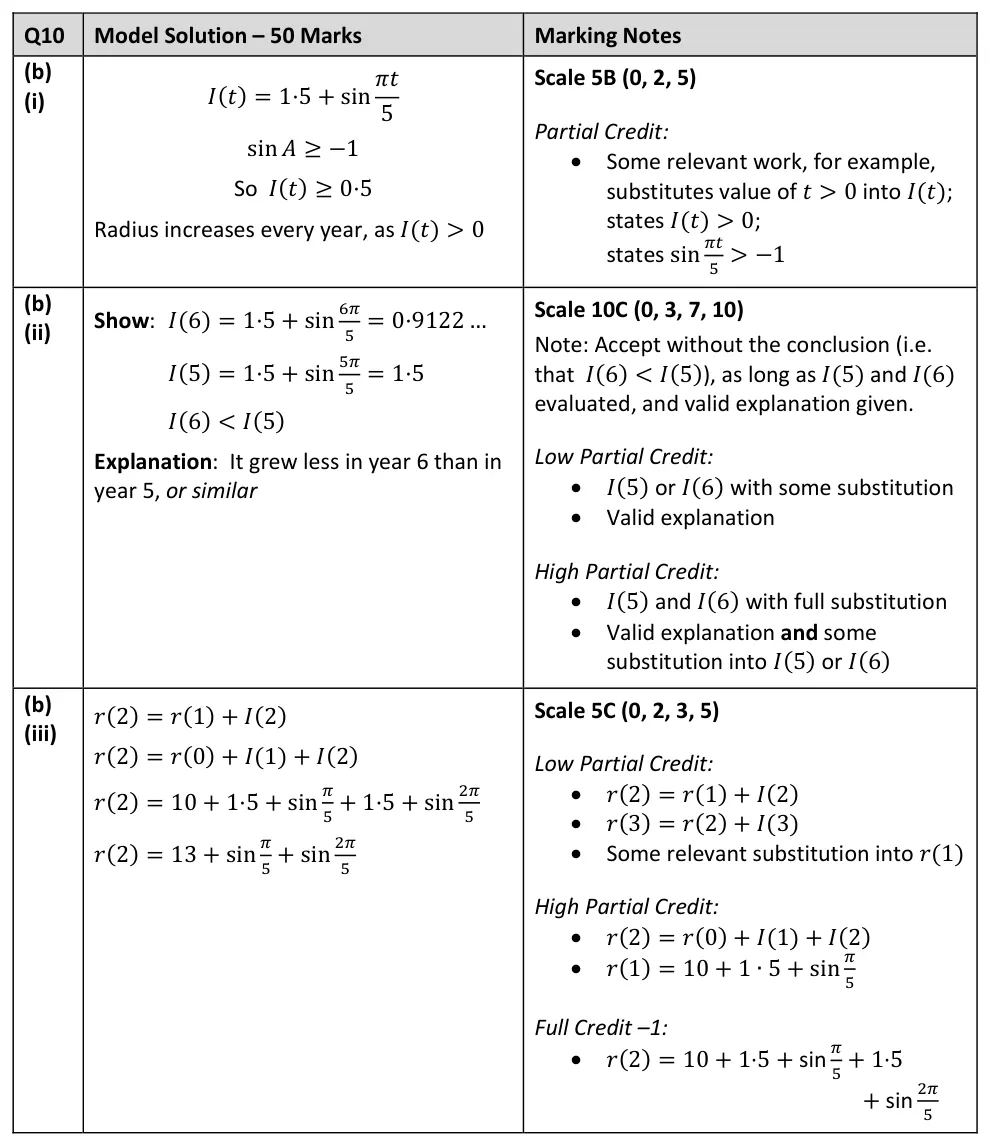 Q10 Model Solution – 50 Marks Marking Notes
(b)
(i)
I(t) = 1·5 + sin πt/5
sin A ≥ −1
So I(t) ≥ 0·5
Radius increases every year, as I(t) > 0
Scale 5B (0, 2, 5)
Partial Credit:
• Some relevant work, for example,
substitutes value of t > 0 into I(t);
states I(t) > 0;
states sin πt/5 > −1
(b)
(ii)
Show: I(6) = 1·5 + sin 6π/5 = 0·9122 …
I(5) = 1·5 + sin 5π/5 = 1·5
I(6) < I(5)
Explanation: It grew less in year 6 than in
year 5, or similar
Scale 10C (0, 3, 7, 10)
Note: Accept without the conclusion (i.e.
that I(6) < I(5)), as long as I(5) and I(6)
evaluated, and valid explanation given.
Low Partial Credit:
• I(5) or I(6) with some substitution
• Valid explanation
High Partial Credit:
• I(5) and I(6) with full substitution
• Valid explanation and some
substitution into I(5) or I(6)
(b)
(iii)
r(2) = r(1) + I(2)
r(2) = r(0) + I(1) + I(2)
r(2) = 10 + 1·5 + sin π/5 + 1·5 + sin 2π/5
r(2) = 13 + sin π/5 + sin 2π/5
Scale 5C (0, 2, 3, 5)
Low Partial Credit:
• r(2) = r(1) + I(2)
• r(3) = r(2) + I(3)
• Some relevant substitution into r(1)
High Partial Credit:
• r(2) = r(0) + I(1) + I(2)
• r(1) = 10 + 1 · 5 + sin π/5
Full Credit –1:
• r(2) = 10 + 1·5 + sin π/5 + 1·5
+ sin 2π/5